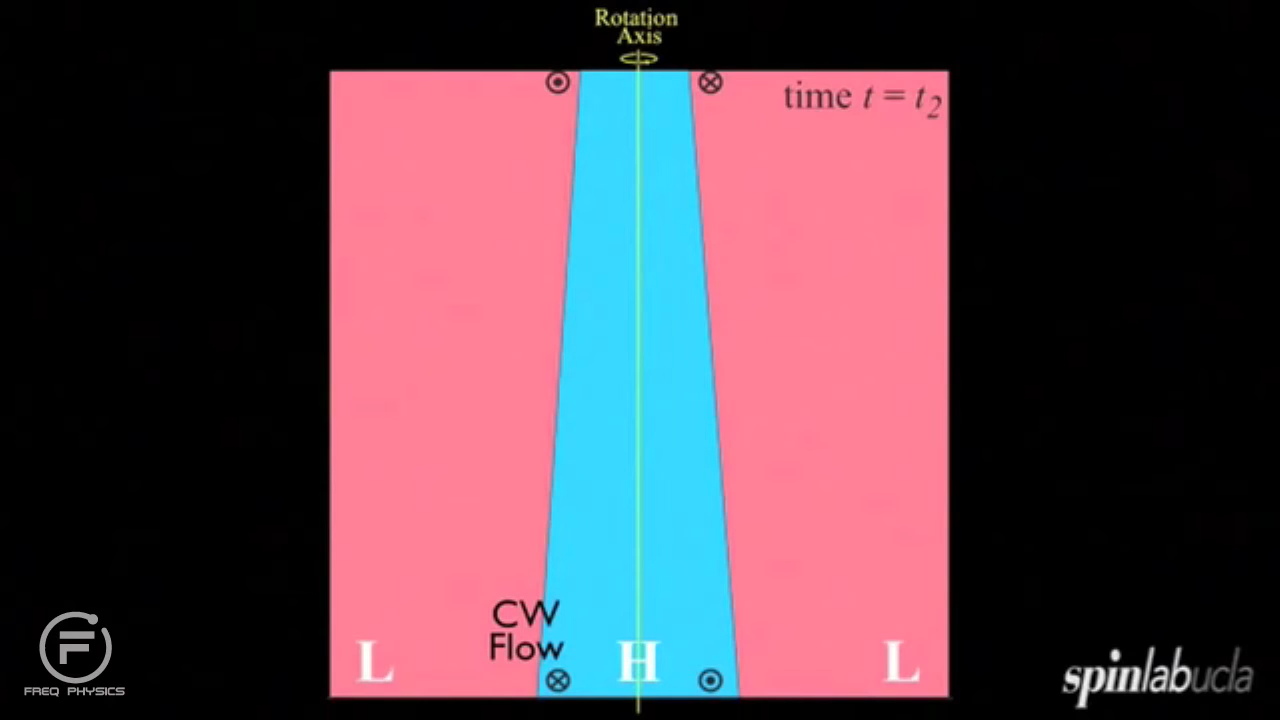 Rotation
Axis
time t = t2
CW
Flow
L
H
L
F
FREQ PHYSICS
spinlabucla